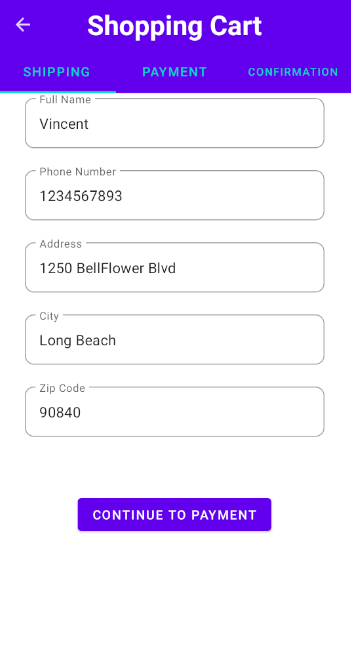 Shopping Cart
SHIPPING PAYMENT CONFIRMATION
Full Name
Vincent
Phone Number
1234567893
Address
1250 BellFlower Blvd
City
Long Beach
Zip Code
90840
CONTINUE TO PAYMENT